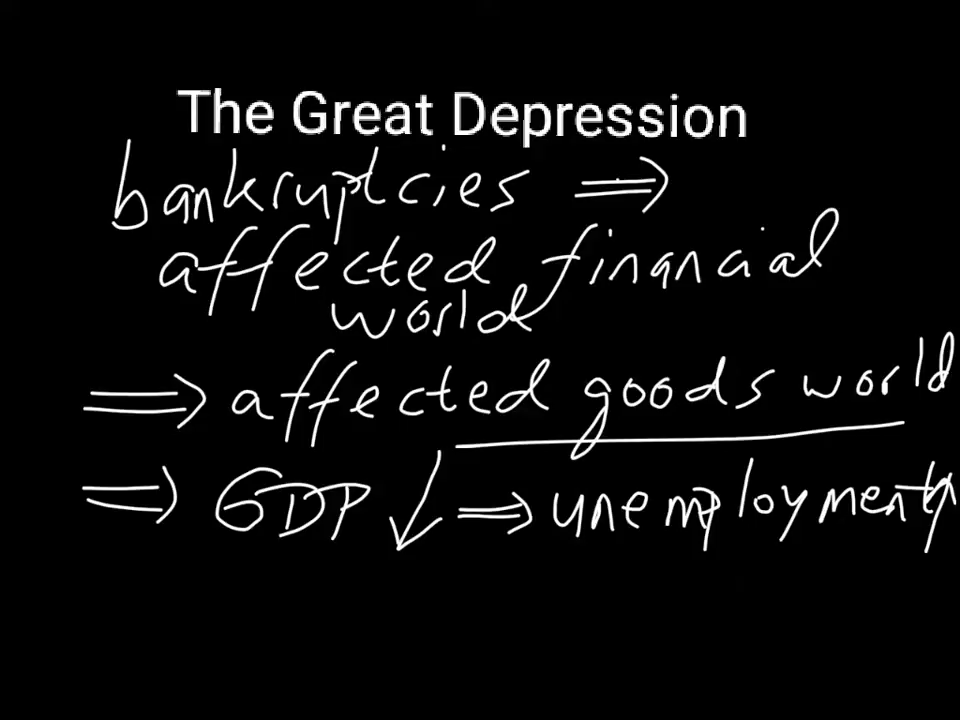 The Great Depression
bankruptcies ⇒
affected financial
world
⇒ affected goods world
⇒ GDP ↓ ⇒ unemployment ↑